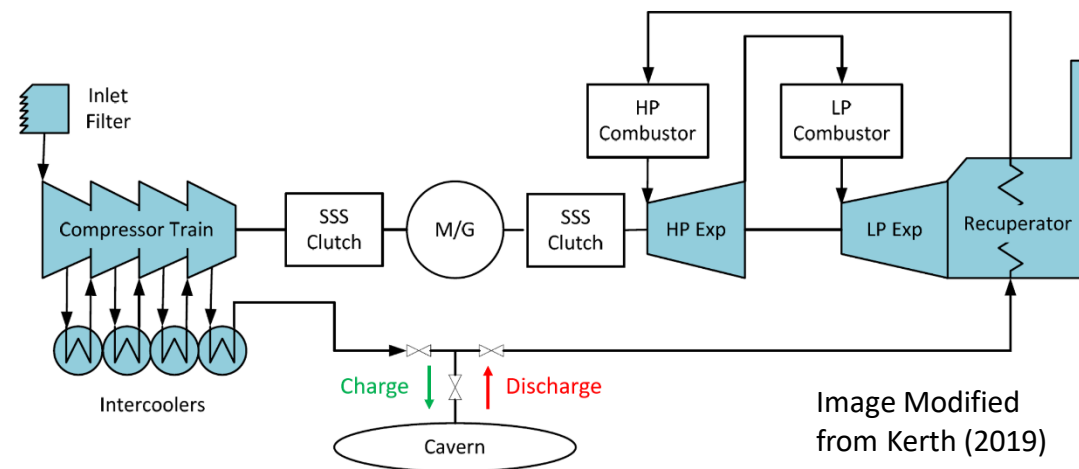 Inlet
Filter
HP
Combustor
LP
Combustor
Compressor Train
SSS
Clutch
M/G
SSS
Clutch
HP Exp
LP Exp
Recuperator
Intercoolers
Charge
Discharge
Cavern
Image Modified
from Kerth (2019)